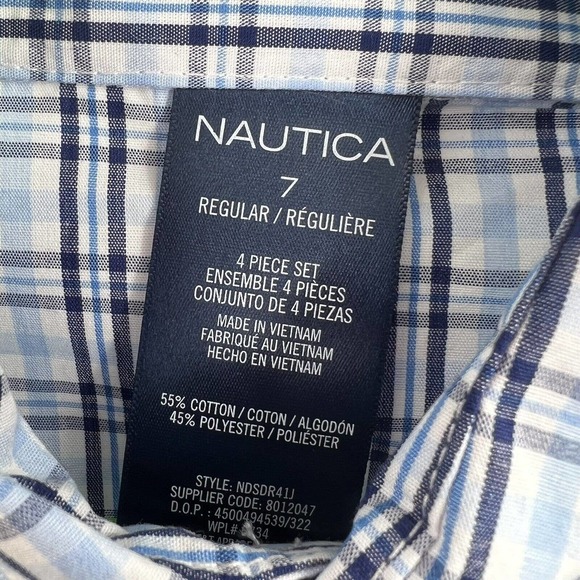 NAUTICA
7
REGULAR / RÉGULIÈRE
4 PIECE SET
ENSEMBLE 4 PIÈCES
CONJUNTO DE 4 PIEZAS
MADE IN VIETNAM
FABRIQUÉ AU VIETNAM
HECHO EN VIETNAM
55% COTTON / COTON / ALGODÓN
45% POLYESTER / POLIÉSTER
STYLE: NDSDR41J
SUPPLIER CODE: 8012047
D.O.P. : 4500494539/322
WPL#